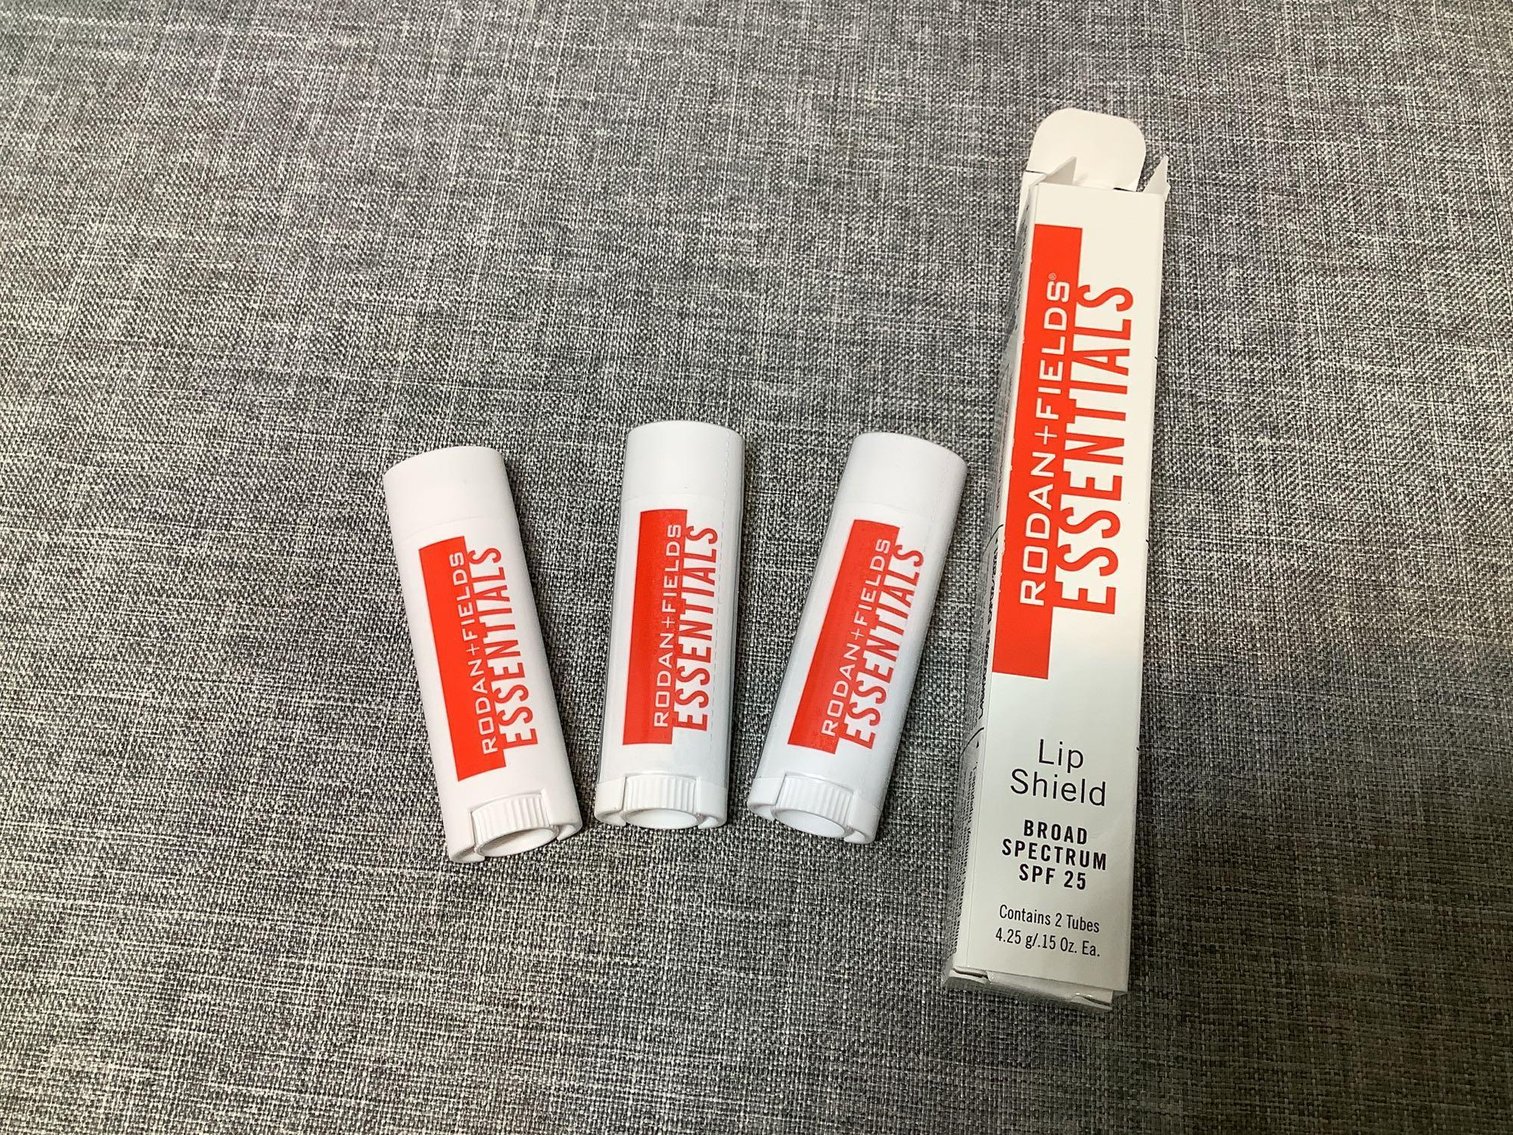 RODAN+FIELDS
ESSENTIALS
RODAN+FIELDS
ESSENTIALS
RODAN+FIELDS
ESSENTIALS
RODAN+FIELDS®
ESSENTIALS
Lip
Shield
BROAD
SPECTRUM
SPF 25
Contains 2 Tubes
4.25 g/.15 Oz. Ea.